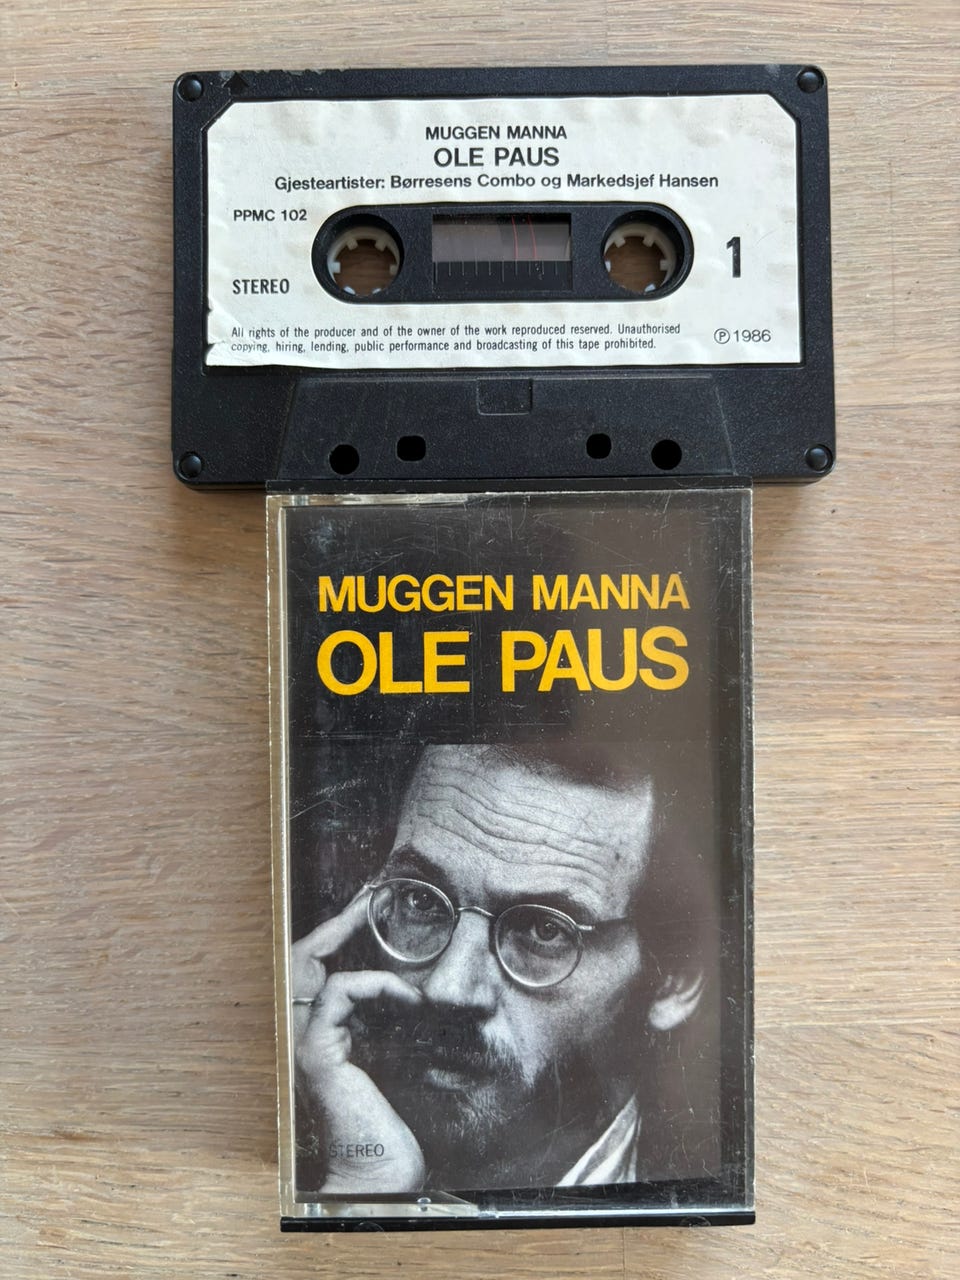 MUGGEN MANNA
OLE PAUS
Gjesteartister: Børresens Combo og Markedsjef Hansen
PPMC 102
1
STEREO
All rights of the producer and of the owner of the work reproduced reserved. Unauthorised
copying, hiring, lending, public performance and broadcasting of this tape prohibited.
℗ 1986
MUGGEN MANNA
OLE PAUS
STEREO